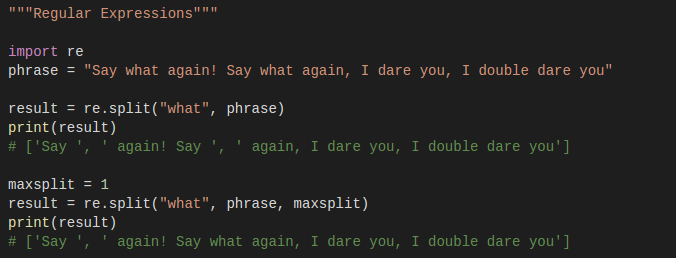 """Regular Expressions"""
import re
phrase = "Say what again! Say what again, I dare you, I double dare you"
result = re.split("what", phrase)
print(result)
# ['Say ', ' again! Say ', ' again, I dare you, I double dare you']
maxsplit = 1
result = re.split("what", phrase, maxsplit)
print(result)
# ['Say ', ' again! Say what again, I dare you, I double dare you']